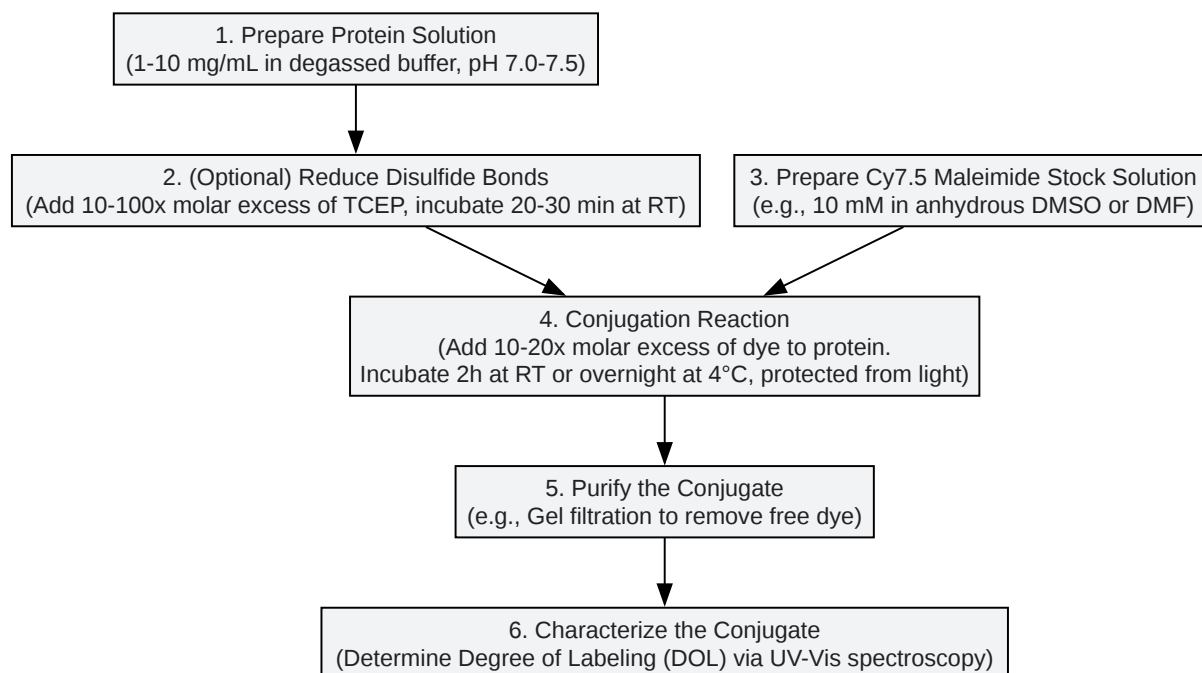 1. Prepare Protein Solution
(1-10 mg/mL in degassed buffer, pH 7.0-7.5)
2. (Optional) Reduce Disulfide Bonds
(Add 10-100x molar excess of TCEP, incubate 20-30 min at RT)
3. Prepare Cy7.5 Maleimide Stock Solution
(e.g., 10 mM in anhydrous DMSO or DMF)
4. Conjugation Reaction
(Add 10-20x molar excess of dye to protein.
Incubate 2h at RT or overnight at 4°C, protected from light)
5. Purify the Conjugate
(e.g., Gel filtration to remove free dye)
6. Characterize the Conjugate
(Determine Degree of Labeling (DOL) via UV-Vis spectroscopy)